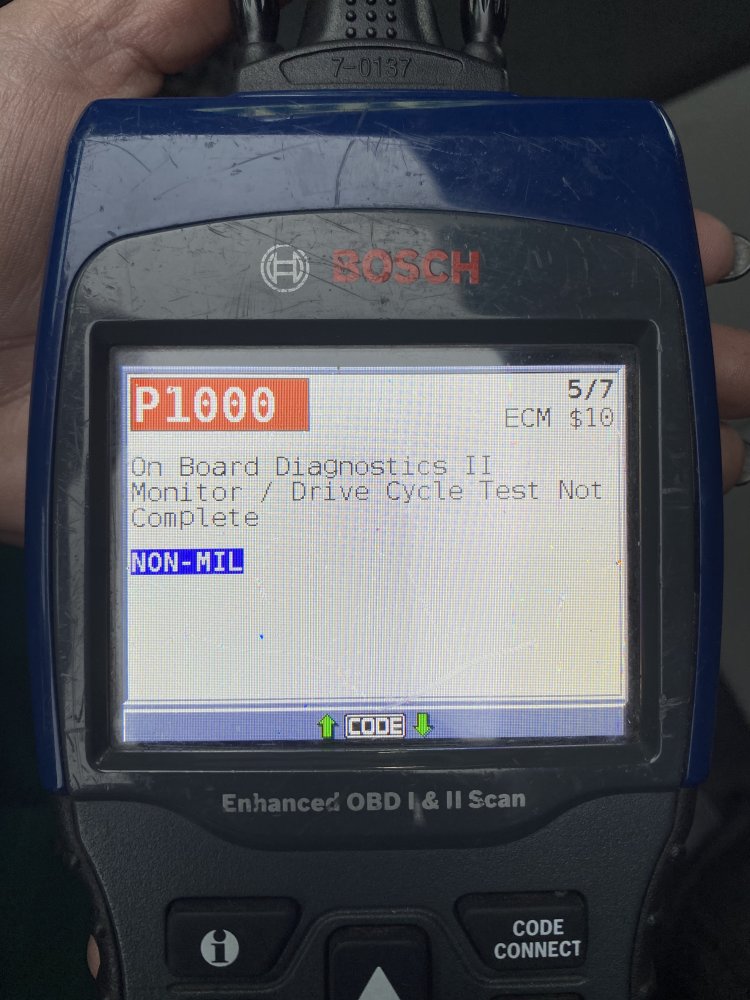 7-0137
BOSCH
P1000
5/7
ECM $10
On Board Diagnostics II
Monitor / Drive Cycle Test Not
Complete
NON-MIL
CODE
Enhanced OBD I & II Scan
i
CODE
CONNECT